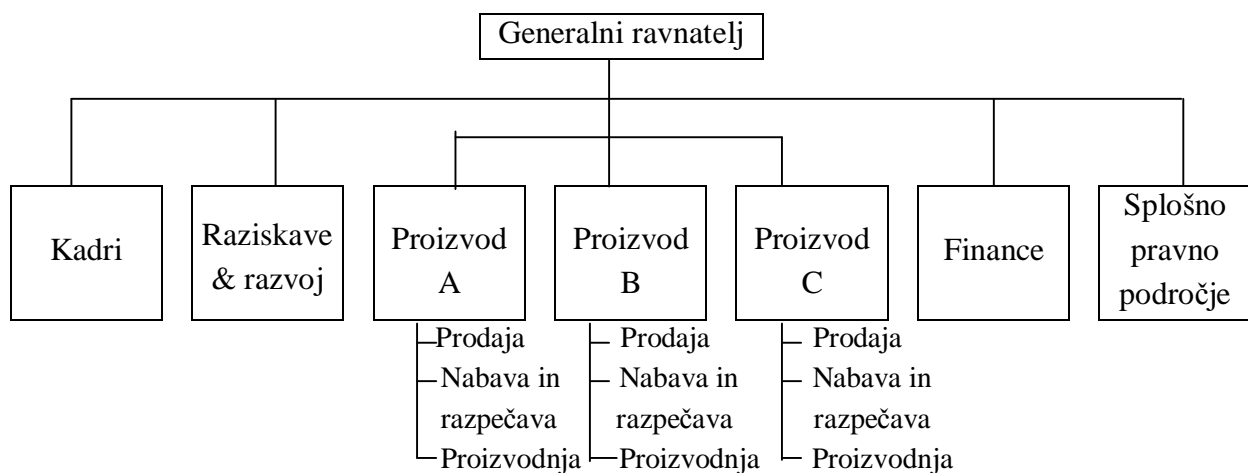 Generalni ravnatelj
Kadri
Raziskave
& razvoj
Proizvod
A
Proizvod
B
Proizvod
C
Finance
Splošno
pravno
področje
Prodaja
Nabava in
razpečava
Proizvodnja
Prodaja
Nabava in
razpečava
Proizvodnja
Prodaja
Nabava in
razpečava
Proizvodnja